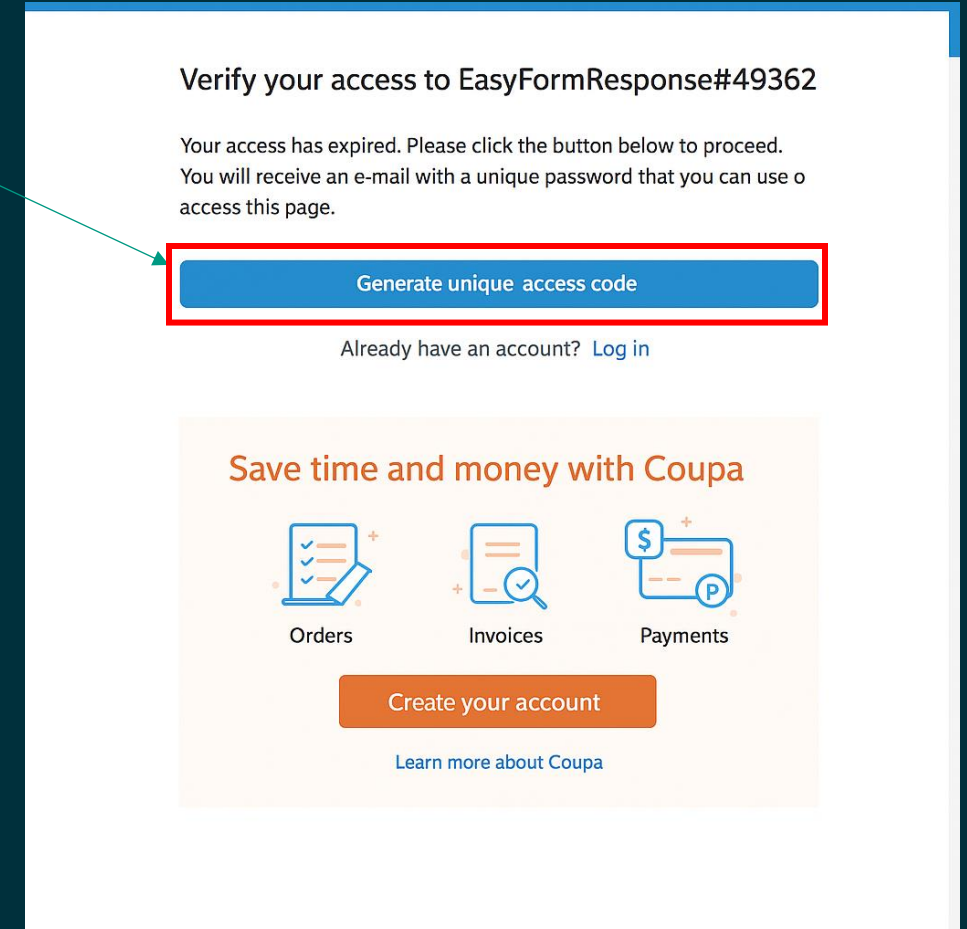 Verify your access to EasyFormResponse#49362
Your access has expired. Please click the button below to proceed.
You will receive an e-mail with a unique password that you can use o
access this page.
Generate unique access code
Already have an account? Log in
Save time and money with Coupa
$
P
Orders Invoices Payments
Create your account
Learn more about Coupa